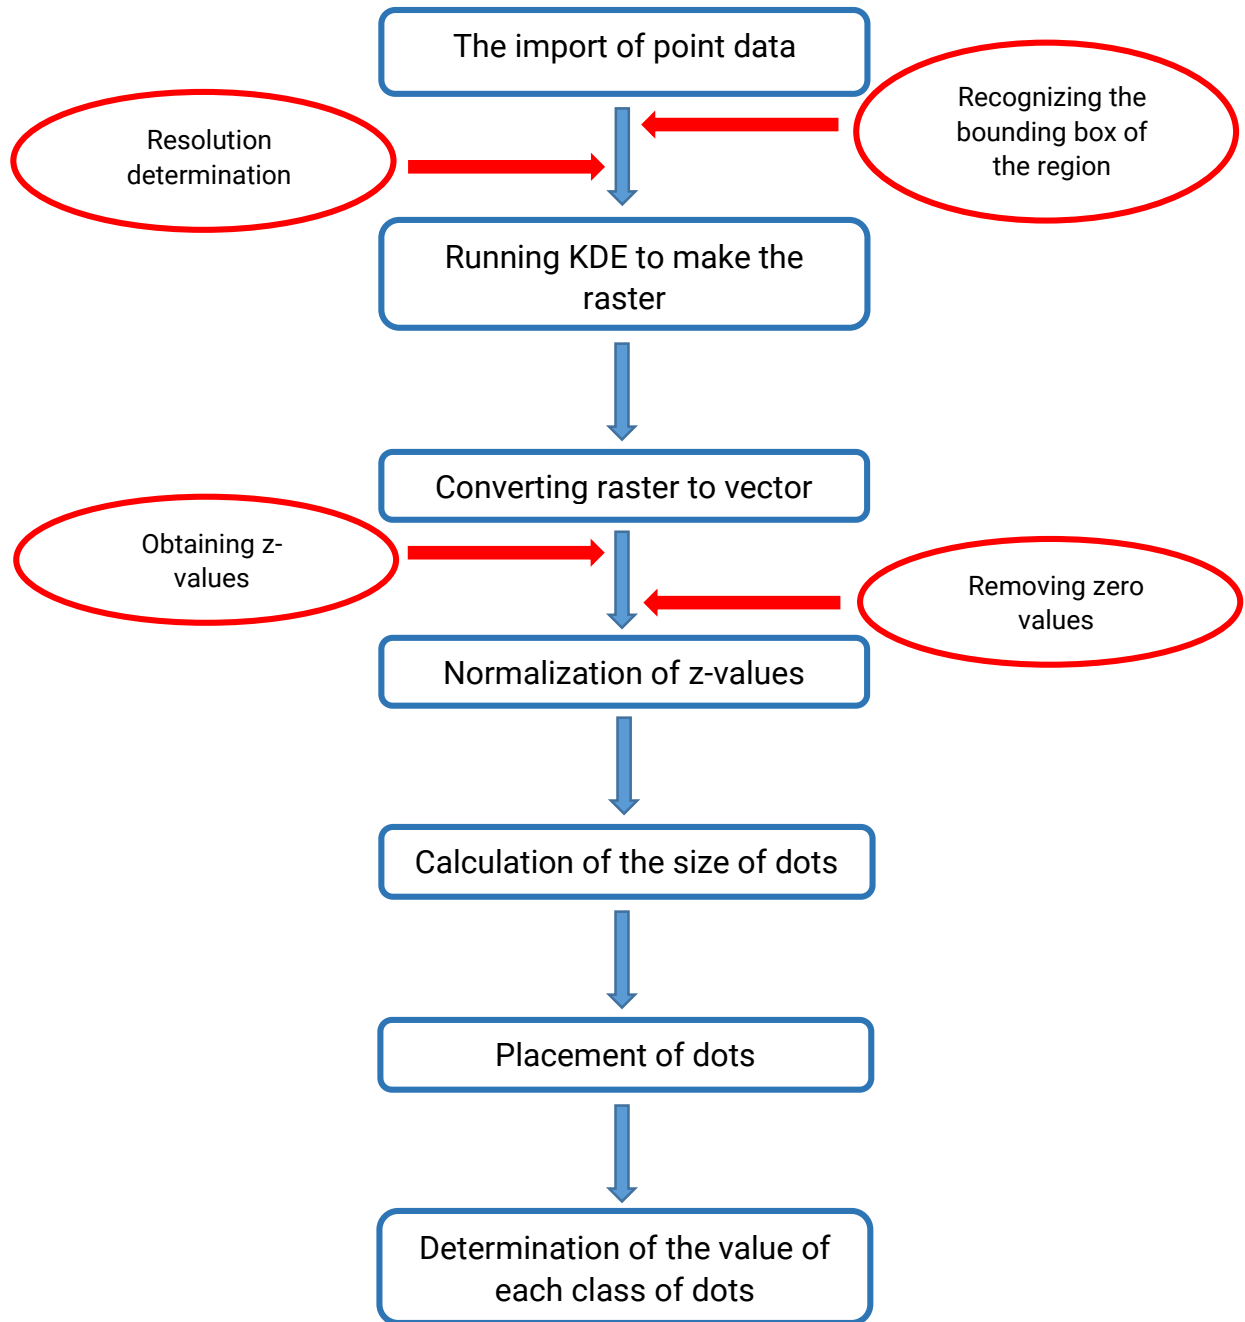 The import of point data
Recognizing the
bounding box of
the region
Resolution
determination
Running KDE to make the
raster
Converting raster to vector
Obtaining z-
values
Removing zero
values
Normalization of z-values
Calculation of the size of dots
Placement of dots
Determination of the value of
each class of dots